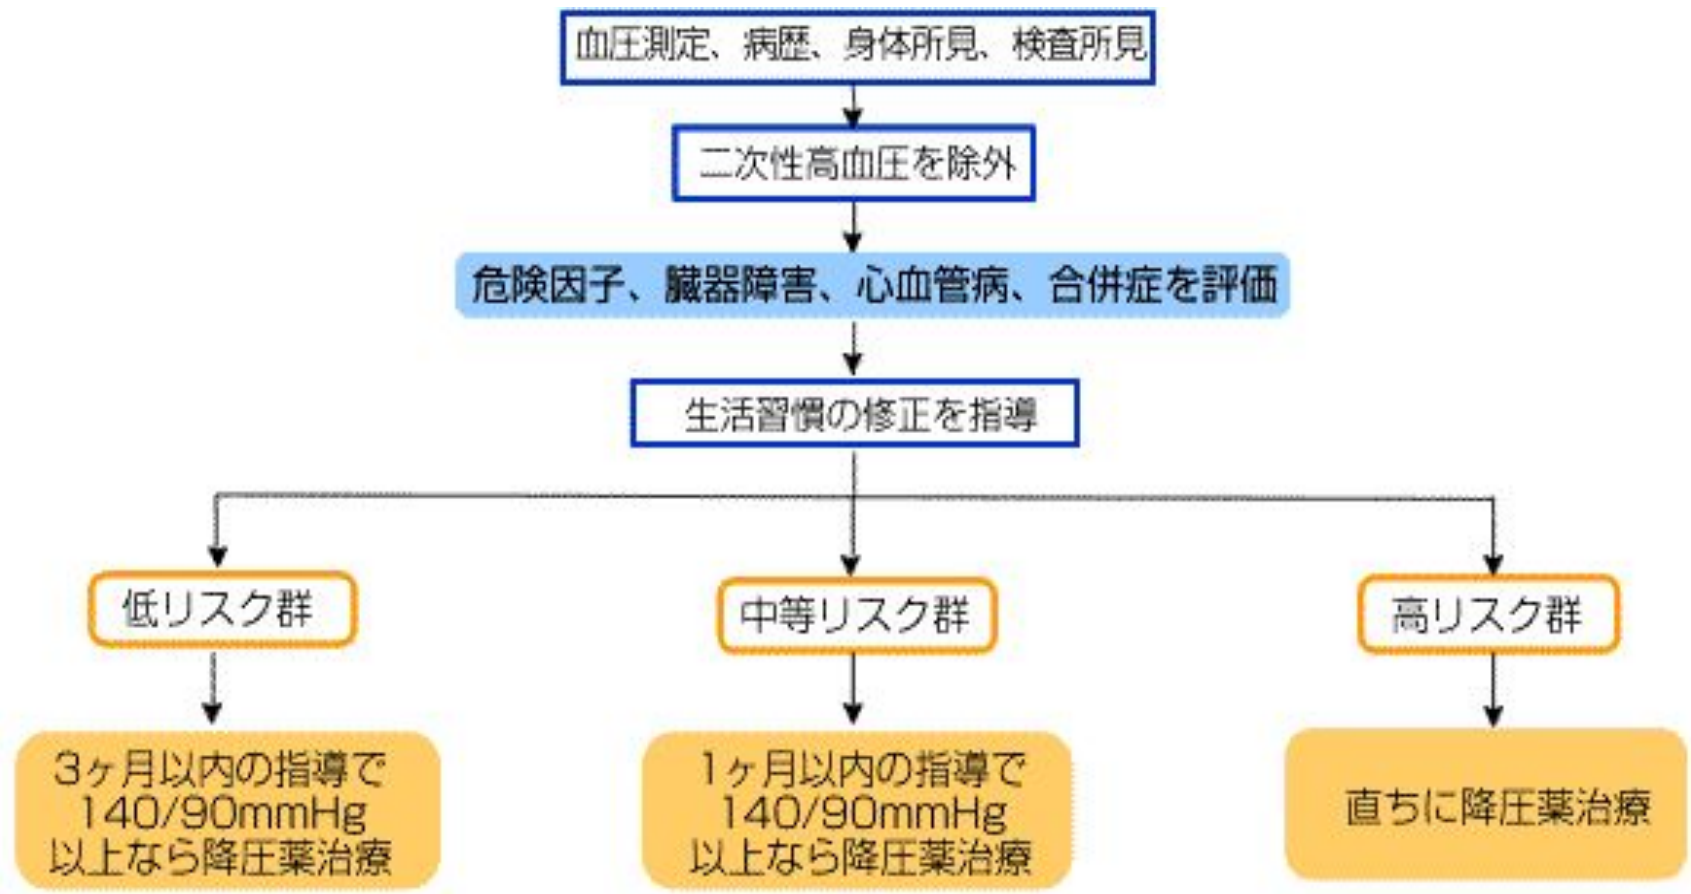 血圧測定、病歴、身体所見、検査所見
二次性高血圧を除外
危険因子、臓器障害、心血管病、合併症を評価
生活習慣の修正を指導
低リスク群
中等リスク群
高リスク群
3ヶ月以内の指導で
140/90mmHg
以上なら降圧薬治療
1ヶ月以内の指導で
140/90mmHg
以上なら降圧薬治療
直ちに降圧薬治療